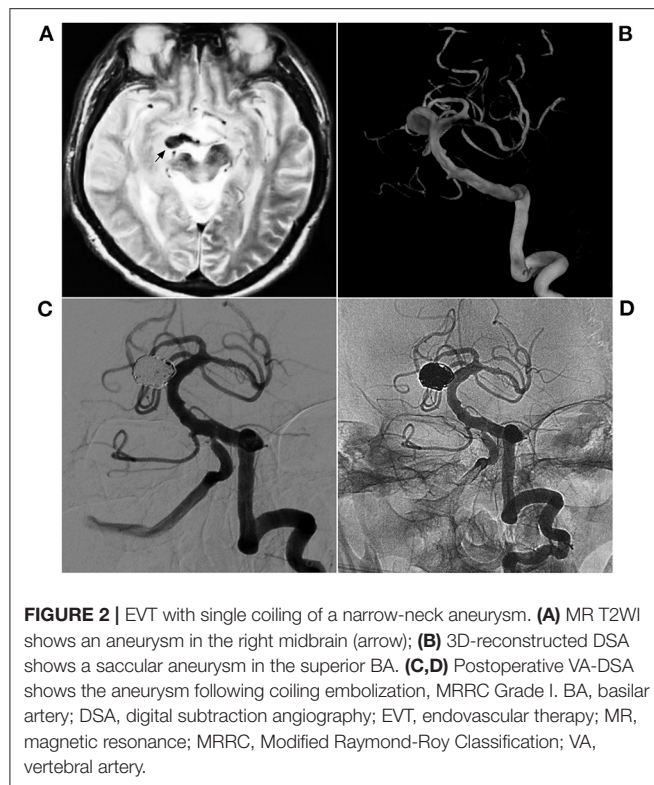 A
B
C
D
FIGURE 2 | EVT with single coiling of a narrow-neck aneurysm. (A) MR T2WI
shows an aneurysm in the right midbrain (arrow); (B) 3D-reconstructed DSA
shows a saccular aneurysm in the superior BA. (C,D) Postoperative VA-DSA
shows the aneurysm following coiling embolization, MRRC Grade I. BA, basilar
artery; DSA, digital subtraction angiography; EVT, endovascular therapy; MR,
magnetic resonance; MRRC, Modified Raymond-Roy Classification; VA,
vertebral artery.